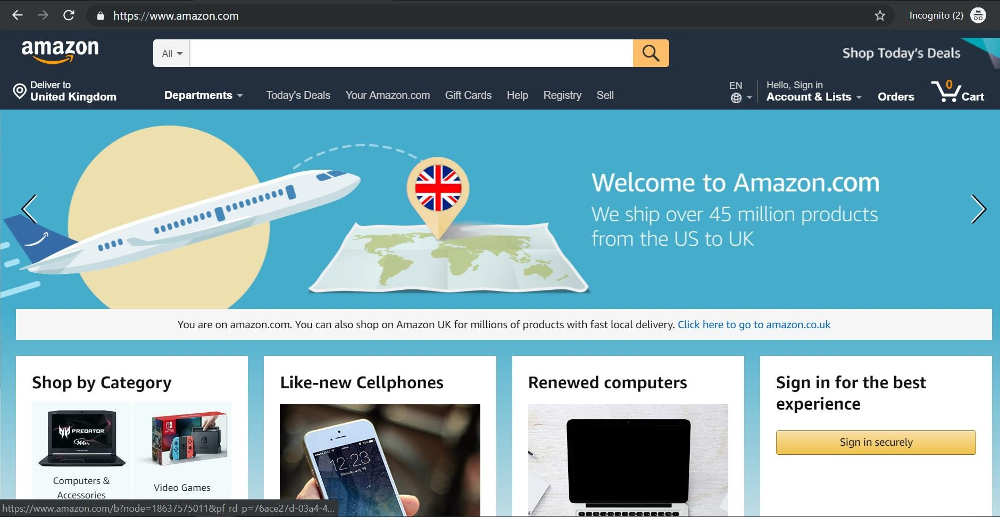 https://www.amazon.com
Incognito (2)
amazon
All
Shop Today's Deals
Deliver to
United Kingdom
Departments
Today's Deals
Your Amazon.com
Gift Cards
Help
Registry
Sell
EN
Hello, Sign in
Account & Lists
Orders
0
Cart
Welcome to Amazon.com
We ship over 45 million products
from the US to UK
You are on amazon.com. You can also shop on Amazon UK for millions of products with fast local delivery. Click here to go to amazon.co.uk
Shop by Category
PREDATOR
144Hz
PREDATOR
Computers &
Accessories
NINTENDO
SWITCH
Video Games
Like-new Cellphones
AT&T
75%
12:23
Monday, July 29
Renewed computers
Sign in for the best
experience
Sign in securely
https://www.amazon.com/b?node=18637575011&pf_rd_p=76ace27d-03a4-4...